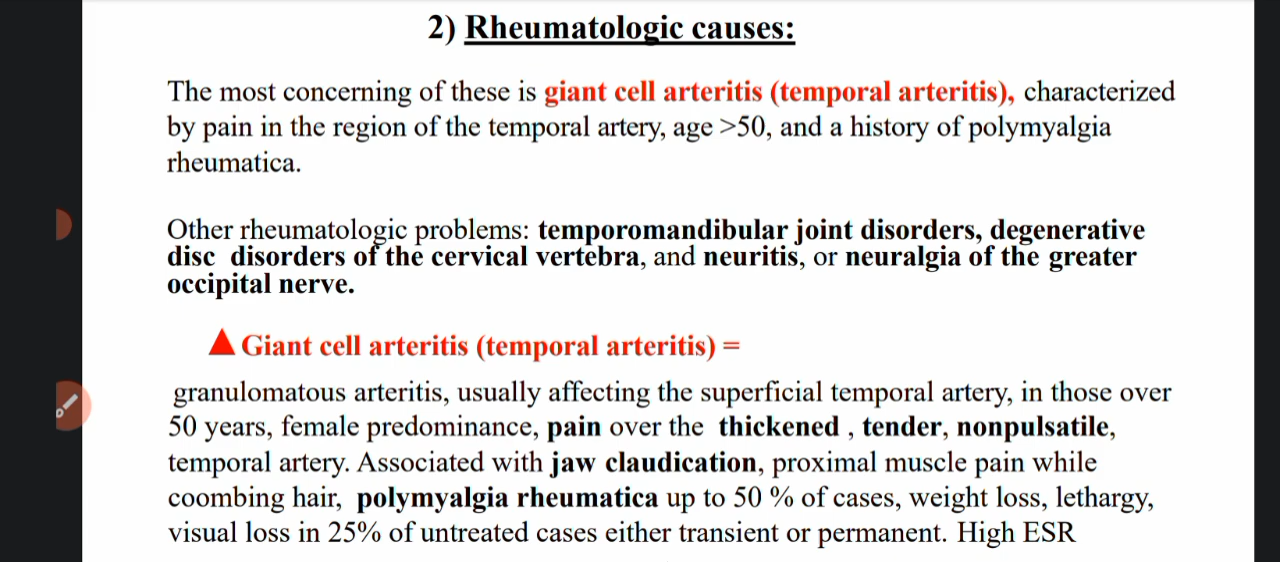 2) Rheumatologic causes:
The most concerning of these is giant cell arteritis (temporal arteritis), characterized
by pain in the region of the temporal artery, age >50, and a history of polymyalgia
rheumatica.
Other rheumatologic problems: temporomandibular joint disorders, degenerative
disc disorders of the cervical vertebra, and neuritis, or neuralgia of the greater
occipital nerve.
▲ Giant cell arteritis (temporal arteritis) =
granulomatous arteritis, usually affecting the superficial temporal artery, in those over
50 years, female predominance, pain over the thickened , tender, nonpulsatile,
temporal artery. Associated with jaw claudication, proximal muscle pain while
coombing hair, polymyalgia rheumatica up to 50 % of cases, weight loss, lethargy,
visual loss in 25% of untreated cases either transient or permanent. High ESR